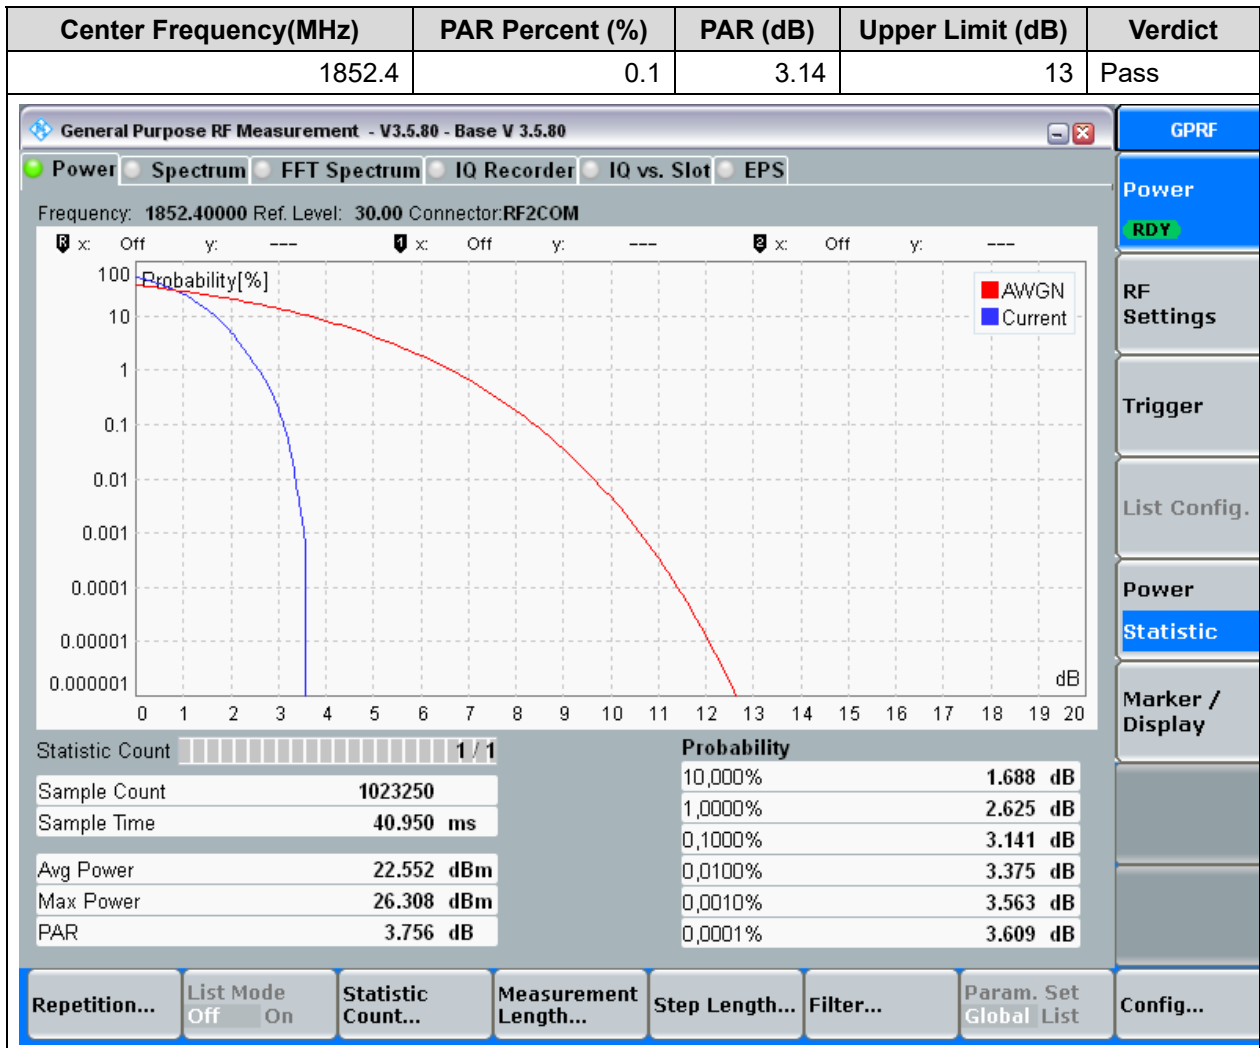 Center Frequency(MHz) PAR Percent (%) PAR (dB) Upper Limit (dB) Verdict
1852.4 0.1 3.14 13 Pass
General Purpose RF Measurement - V3.5.80 - Base V 3.5.80
GPRF
Power Spectrum FFT Spectrum IQ Recorder IQ vs. Slot EPS
Frequency: 1852.40000 Ref. Level: 30.00 Connector:RF2COM
R x: Off y: --- 1 x: Off y: --- 2 x: Off y: ---
Probability[%]
AWGN
Current
100
10
1
0.1
0.01
0.001
0.0001
0.00001
0.000001
dB
0 1 2 3 4 5 6 7 8 9 10 11 12 13 14 15 16 17 18 19 20
Power
RDY
RF
Settings
Trigger
List Config.
Power
Statistic
Marker /
Display
Statistic Count 1 / 1
Sample Count 1023250
Sample Time 40.950 ms
Avg Power 22.552 dBm
Max Power 26.308 dBm
PAR 3.756 dB
Probability
10,000% 1.688 dB
1,0000% 2.625 dB
0,1000% 3.141 dB
0,0100% 3.375 dB
0,0010% 3.563 dB
0,0001% 3.609 dB
Repetition...
List Mode
Off On
Statistic
Count...
Measurement
Length...
Step Length...
Filter...
Param. Set
Global List
Config...